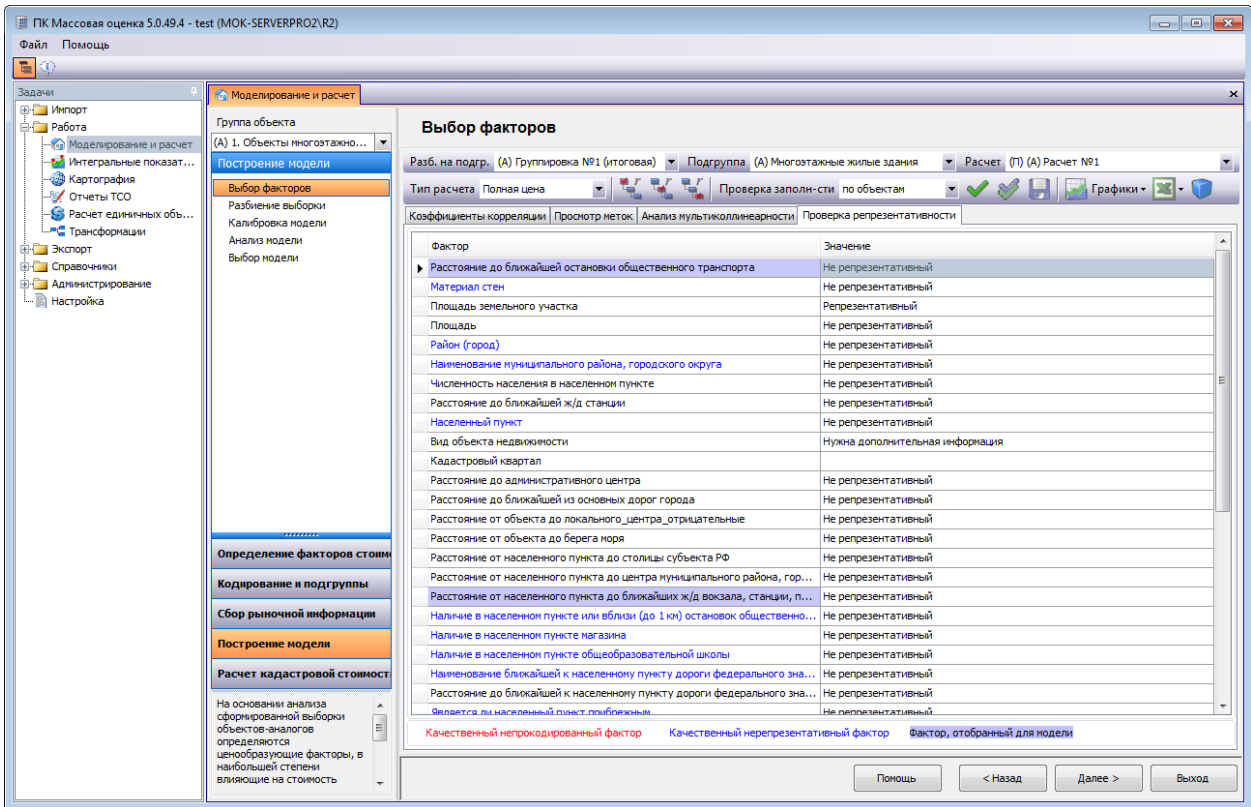 ПК Массовая оценка 5.0.49.4 - test (MOK-SERVERPRO2\R2)
Файл Помощь
Задачи
Импорт
Работа
Моделирование и расчет
Интегральные показат...
Картография
Отчеты ТСО
Расчет единичных объ...
Трансформации
Экспорт
Справочники
Администрирование
Настройка
Моделирование и расчет
Группа объекта
(А) 1. Объекты многоэтажно...
Построение модели
Выбор факторов
Разбиение выборки
Калибровка модели
Анализ модели
Выбор модели
Определение факторов стоим
Кодирование и подгруппы
Сбор рыночной информации
Построение модели
Расчет кадастровой стоимост
На основании анализа
сформированной выборки
объектов-аналогов
определяются
ценообразующие факторы, в
наибольшей степени
влияющие на стоимость
Выбор факторов
Разб. на подгр. (А) Группировка №1 (итоговая) Подгруппа (А) Многоэтажные жилые здания Расчет (П) (А) Расчет №1
Тип расчета Полная цена Проверка заполн-сти по объектам Графики
Коэффициенты корреляции Просмотр меток Анализ мультиколлинеарности Проверка репрезентативности
Фактор Значение
Расстояние до ближайшей остановки общественного транспорта Не репрезентативный
Материал стен Не репрезентативный
Площадь земельного участка Репрезентативный
Площадь Не репрезентативный
Район (город) Не репрезентативный
Наименование муниципального района, городского округа Не репрезентативный
Численность населения в населенном пункте Не репрезентативный
Расстояние до ближайшей ж/д станции Не репрезентативный
Населенный пункт Не репрезентативный
Вид объекта недвижимости Нужна дополнительная информация
Кадастровый квартал
Расстояние до административного центра Не репрезентативный
Расстояние до ближайшей из основных дорог города Не репрезентативный
Расстояние от объекта до локального_центра_отрицательные Не репрезентативный
Расстояние от объекта до берега моря Не репрезентативный
Расстояние от населенного пункта до столицы субъекта РФ Не репрезентативный
Расстояние от населенного пункта до центра муниципального района, гор... Не репрезентативный
Расстояние от населенного пункта до ближайших ж/д вокзала, станции, п... Не репрезентативный
Наличие в населенном пункте или вблизи (до 1 км) остановок общественно... Не репрезентативный
Наличие в населенном пункте магазина Не репрезентативный
Наличие в населенном пункте общеобразовательной школы Не репрезентативный
Наименование ближайшей к населенному пункту дороги федерального зна... Не репрезентативный
Расстояние до ближайшей к населенному пункту дороги федерального зна... Не репрезентативный
Является ли населенный пункт прибрежным Не репрезентативный
Качественный непрокодированный фактор Качественный нерепрезентативный фактор Фактор, отобранный для модели
Помощь < Назад Далее > Выход